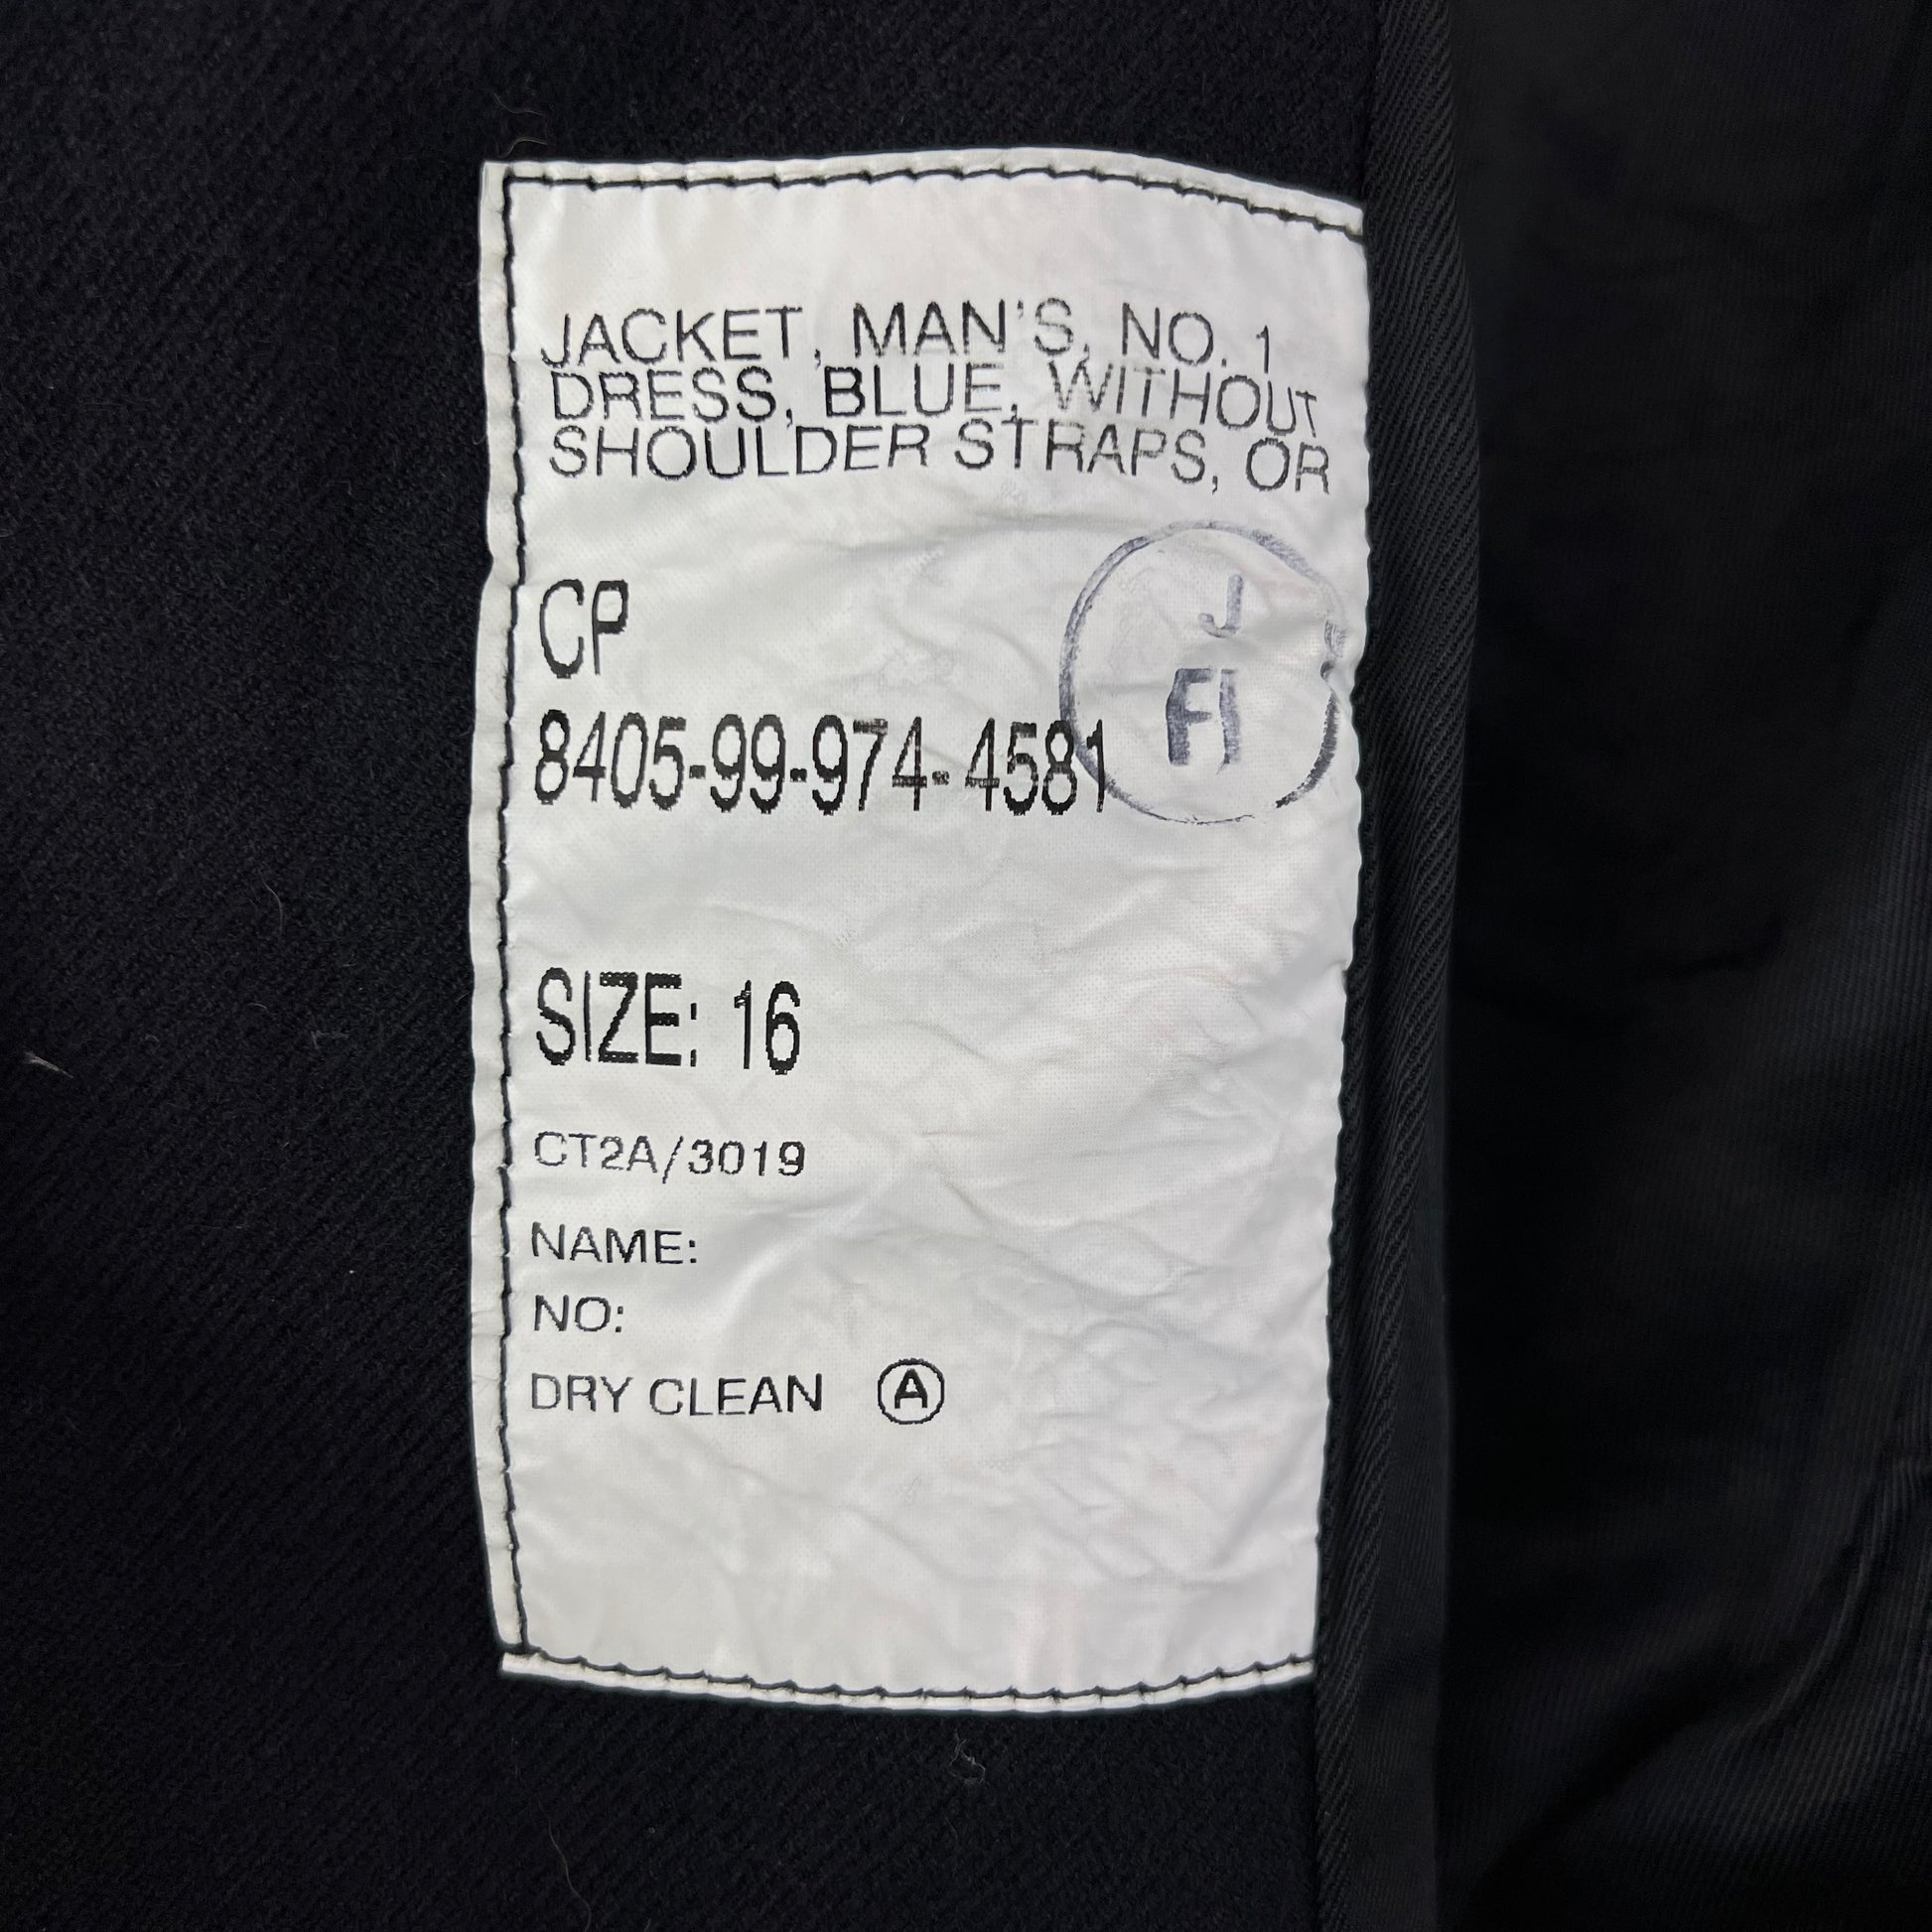 JACKET, MAN'S, NO. 1
DRESS, BLUE, WITHOUT
SHOULDER STRAPS, OR
J
FI
CP
8405-99-974-4581
SIZE: 16
CT2A/3019
NAME:
NO:
DRY CLEAN Ⓐ